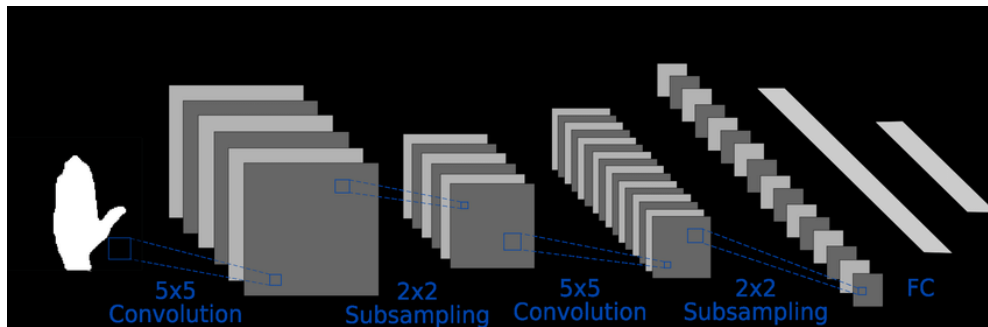 5x5
Convolution
2x2
Subsampling
5x5
Convolution
2x2
Subsampling
FC